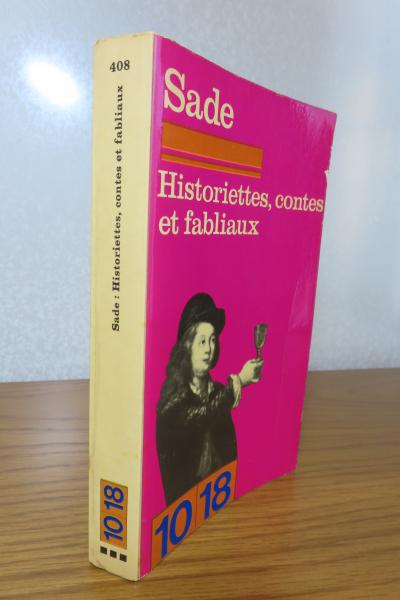 408
Sade : Historiettes, contes et fabliaux
10
18
Sade
Historiettes, contes
et fabliaux
10 18